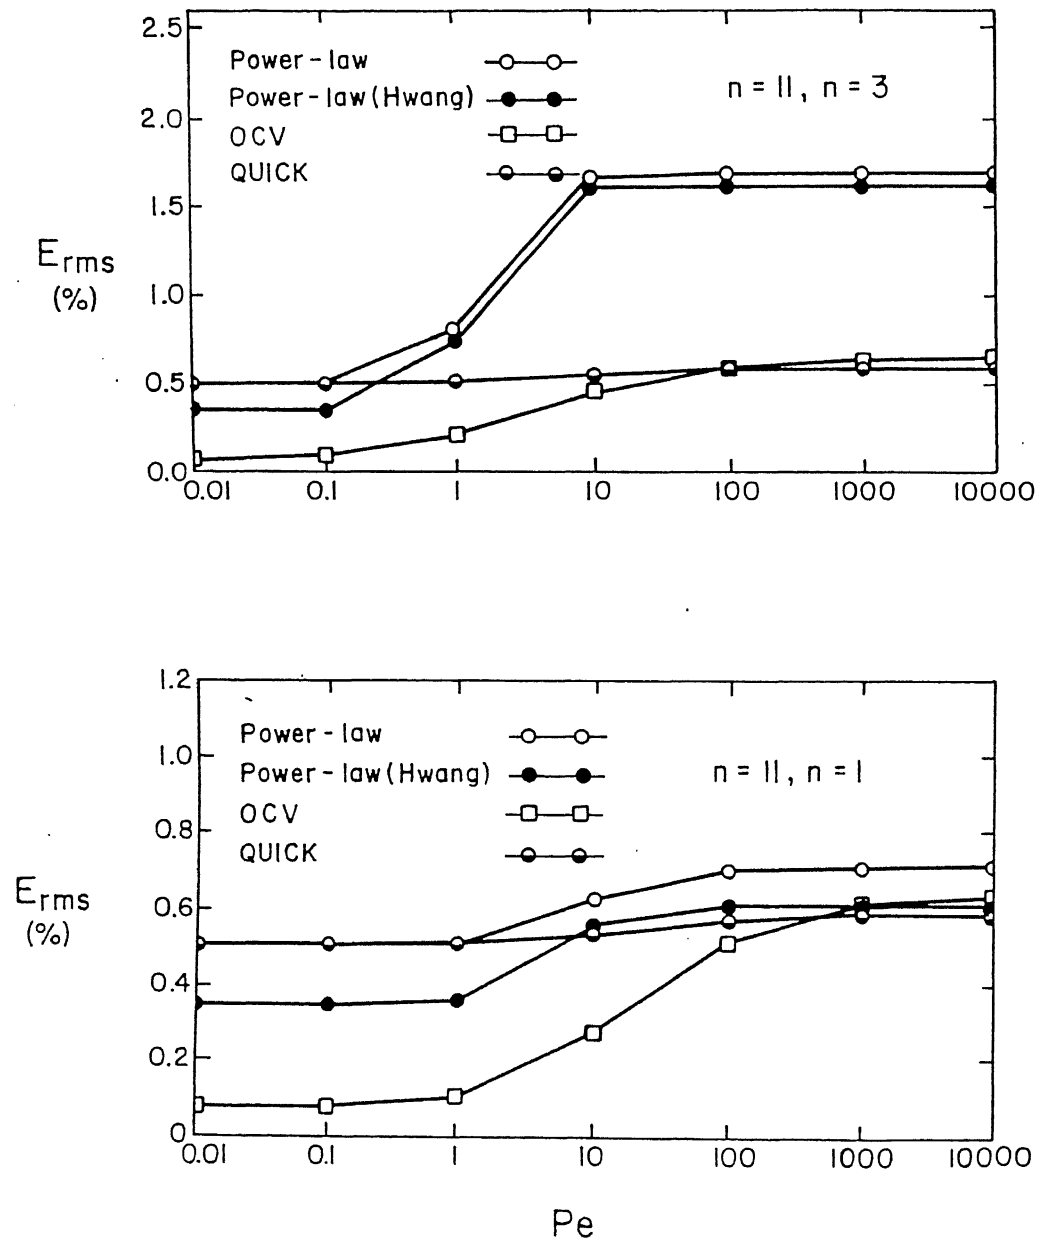 2.5
Power-law
Power-law (Hwang)
n = 11, n = 3
2.0
OCV
QUICK
1.5
Erms
(%)
1.0
0.5
0.0
0.01 0.1 1 10 100 1000 10000
1.2
Power-law
1.0
Power-law (Hwang)
n = 11, n = 1
OCV
0.8
QUICK
Erms
(%)
0.6
0.4
0.2
0
0.01 0.1 1 10 100 1000 10000
Pe